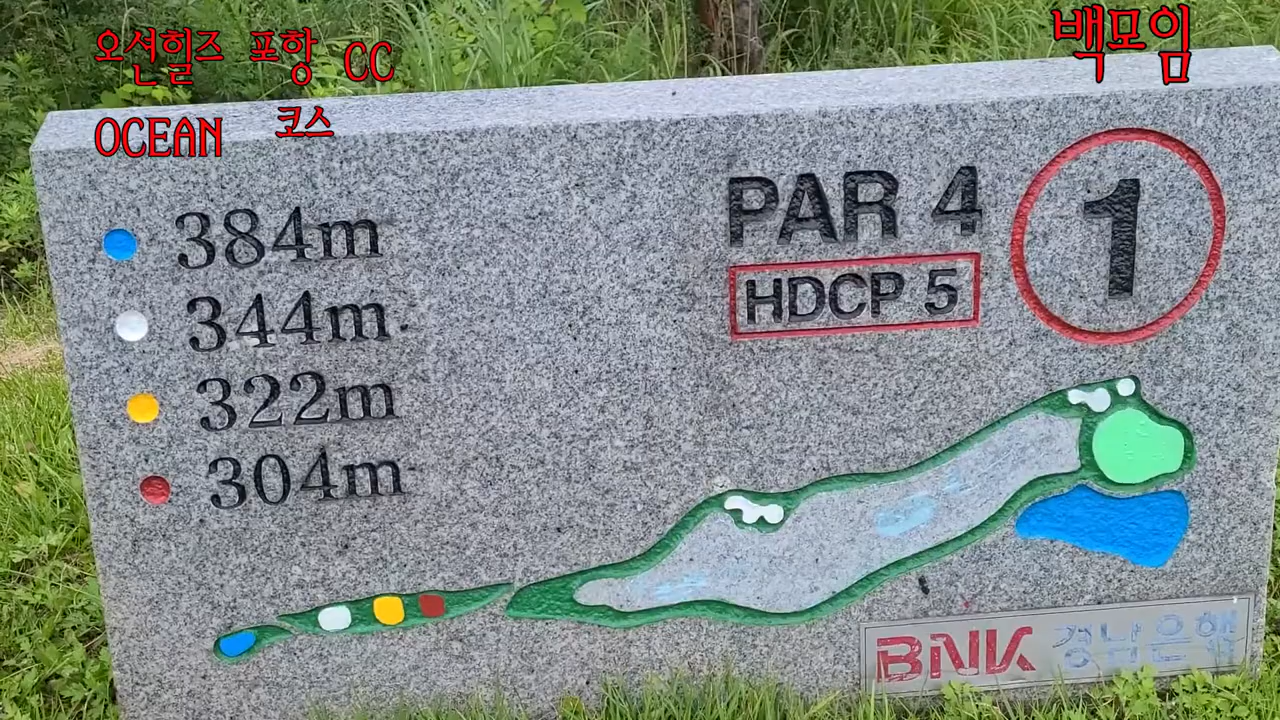 오션힐즈 포항 CC
백모임
OCEAN 코스
384m
344m
322m
304m
PAR 4
HDCP 5
1
BNK 경남은행